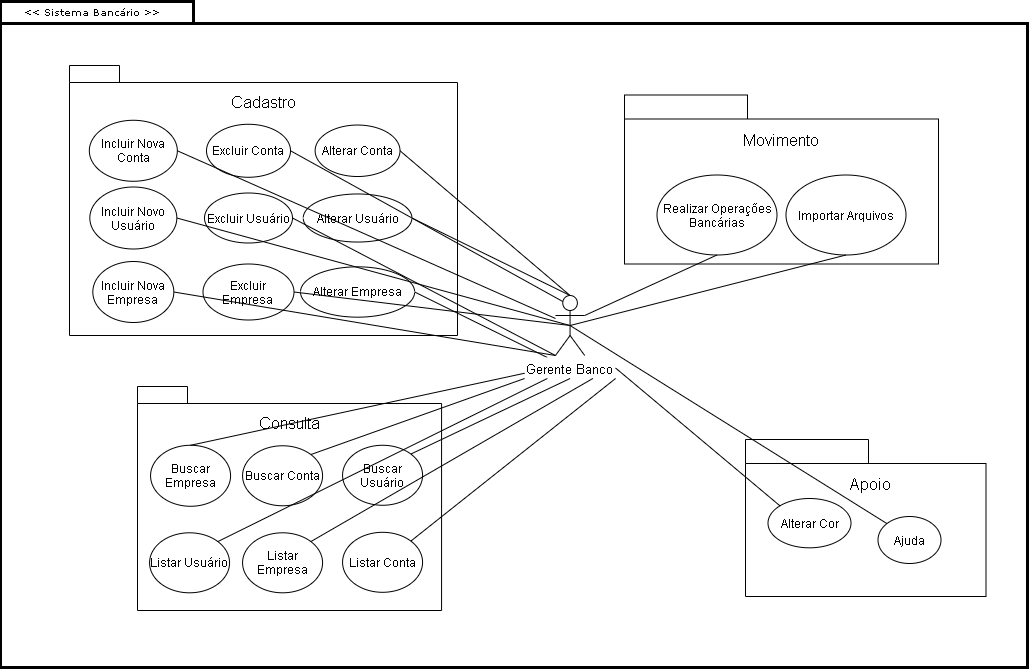 << Sistema Bancário >>
Cadastro
Incluir Nova
Conta
Excluir Conta
Alterar Conta
Incluir Novo
Usuário
Excluir Usuário
Alterar Usuário
Incluir Nova
Empresa
Excluir
Empresa
Alterar Empresa
Movimento
Realizar Operações
Bancárias
Importar Arquivos
Gerente Banco
Consulta
Buscar
Empresa
Buscar Conta
Buscar
Usuário
Listar Usuário
Listar
Empresa
Listar Conta
Apoio
Alterar Cor
Ajuda